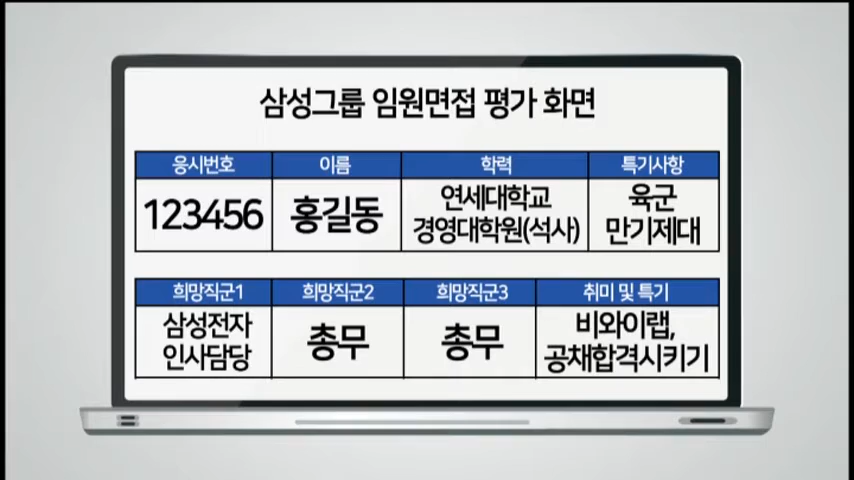 삼성그룹 임원면접 평가 화면
응시번호 이름 학력 특기사항
123456 홍길동 연세대학교 경영대학원(석사) 육군 만기제대
희망직군1 희망직군2 희망직군3 취미 및 특기
삼성전자 인사담당 총무 총무 비와이랩, 공채합격시키기